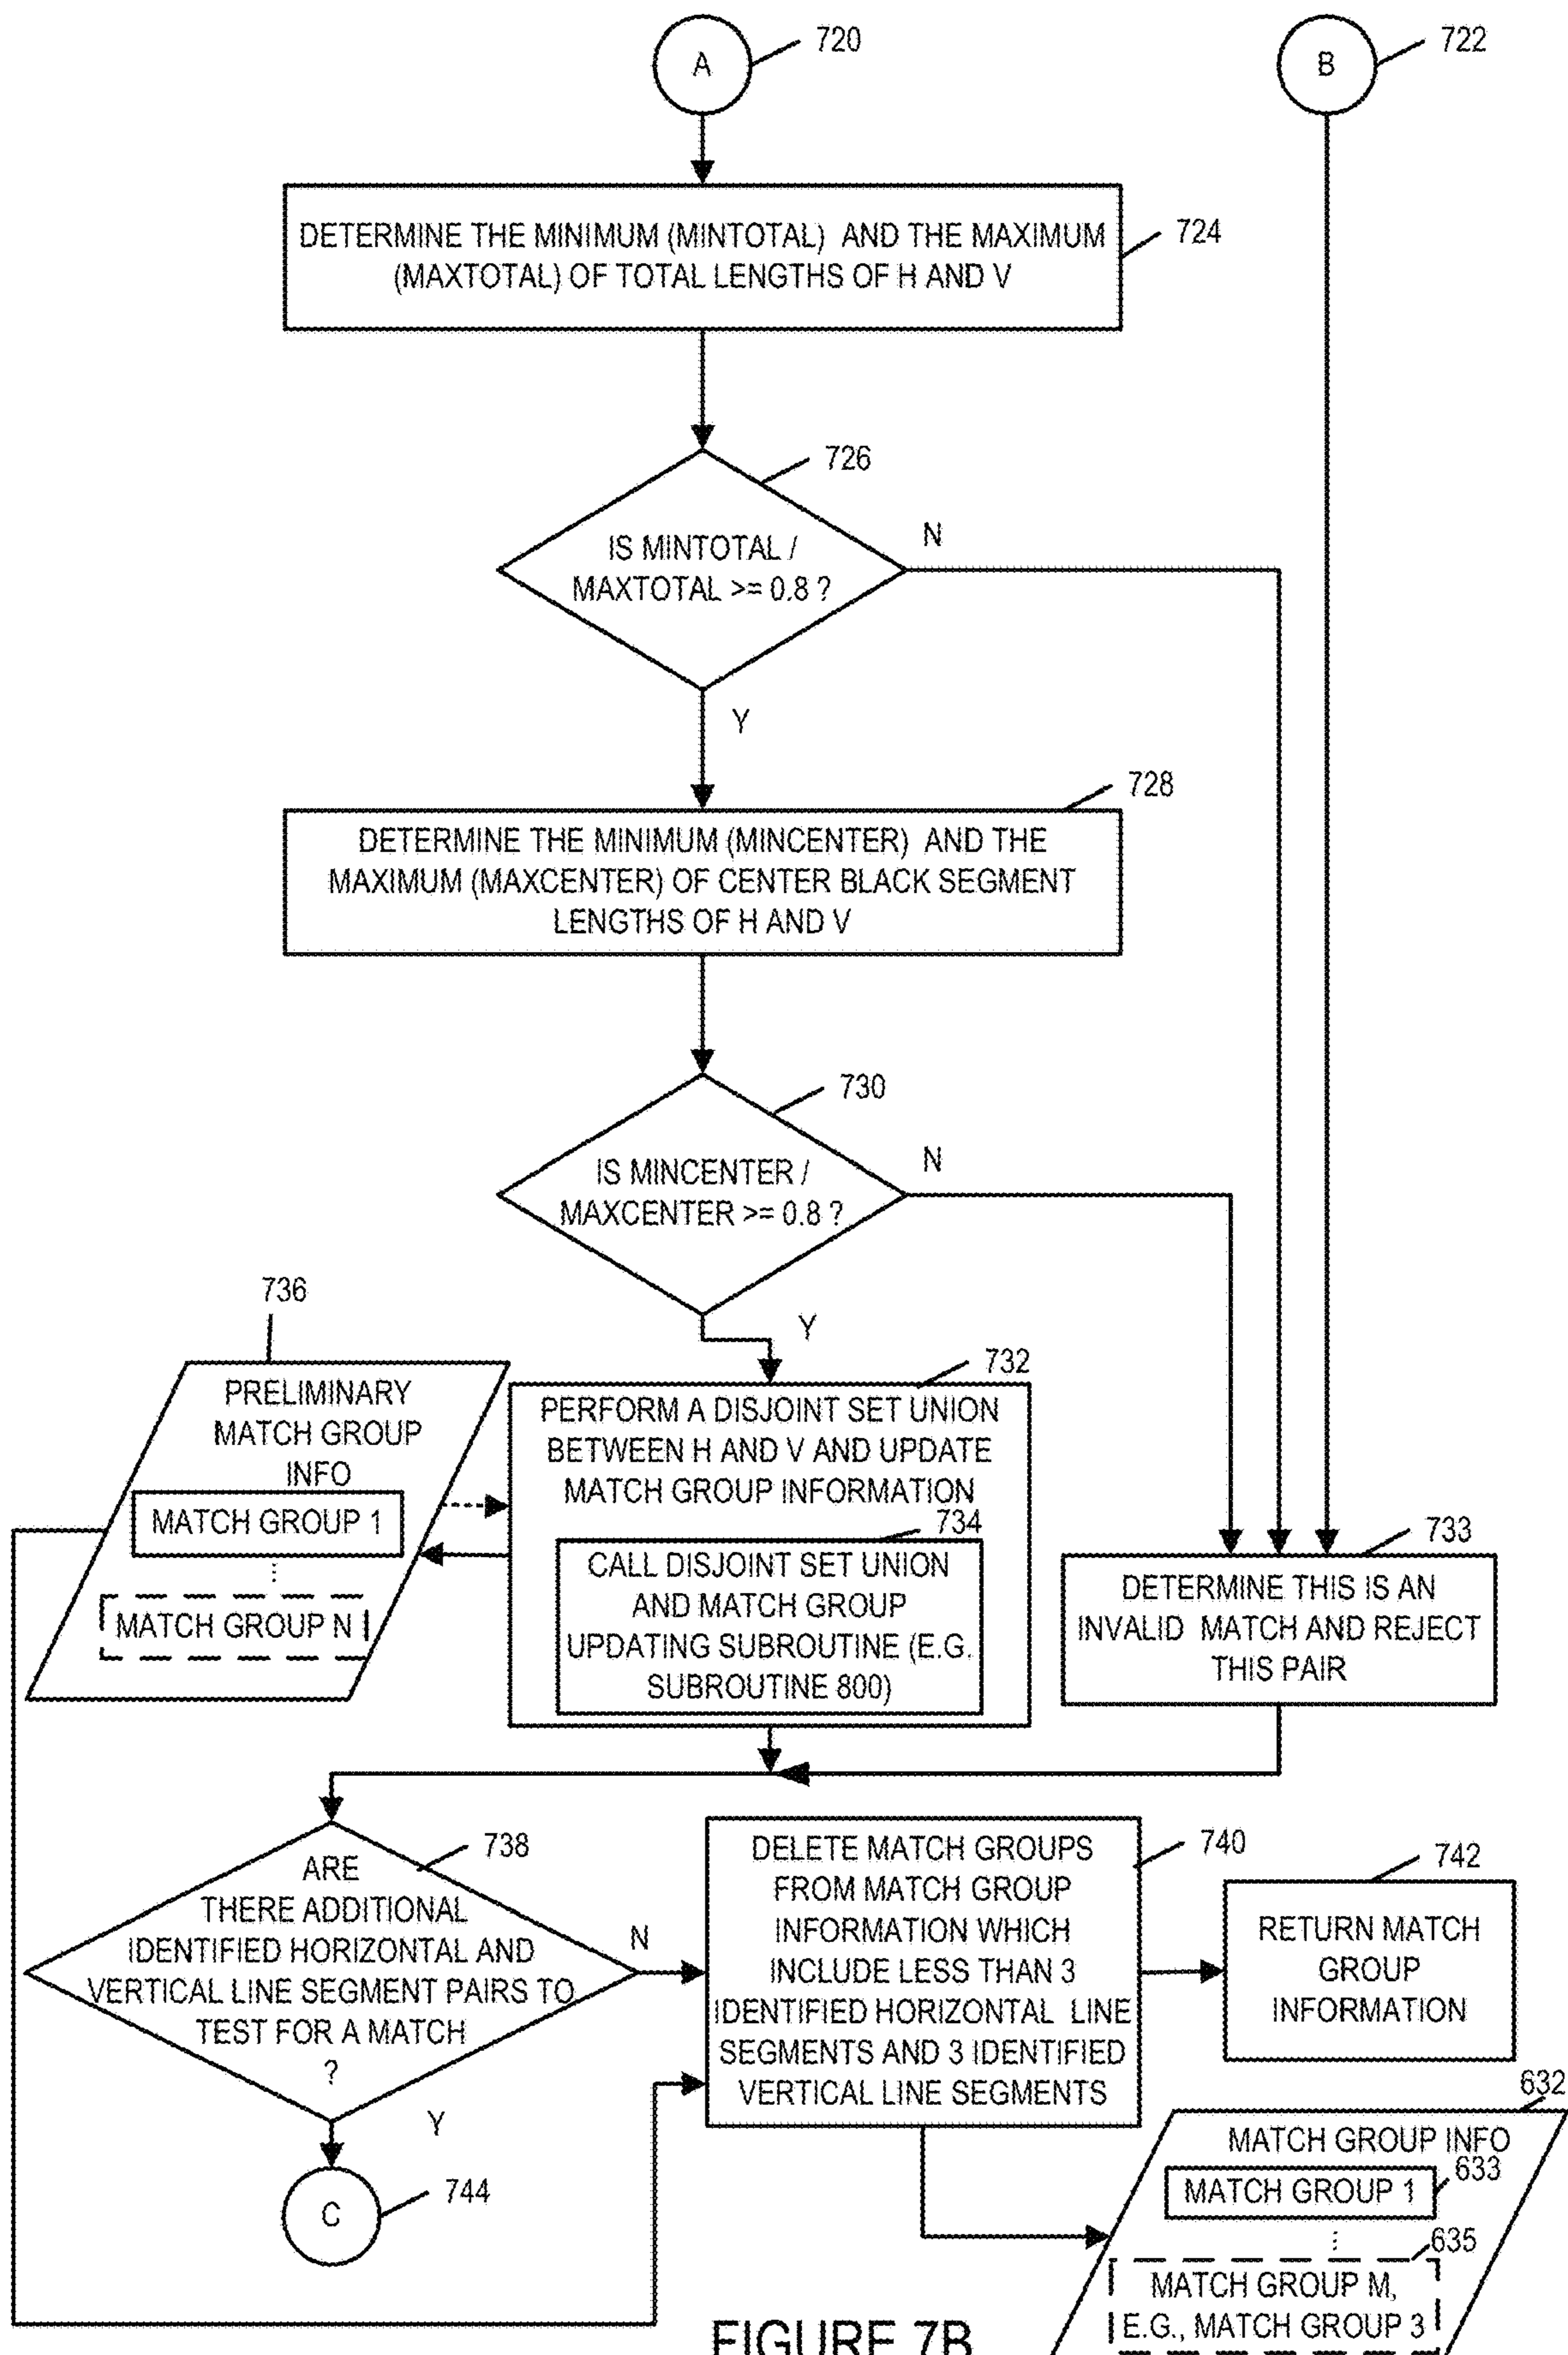 A
720
B
722
DETERMINE THE MINIMUM (MINTOTAL) AND THE MAXIMUM
(MAXTOTAL) OF TOTAL LENGTHS OF H AND V
724
726
IS MINTOTAL /
MAXTOTAL >= 0.8 ?
N
Y
728
DETERMINE THE MINIMUM (MINCENTER) AND THE
MAXIMUM (MAXCENTER) OF CENTER BLACK SEGMENT
LENGTHS OF H AND V
730
IS MINCENTER /
MAXCENTER >= 0.8 ?
N
Y
736
PRELIMINARY
MATCH GROUP
INFO
MATCH GROUP 1
⋮
MATCH GROUP N
732
PERFORM A DISJOINT SET UNION
BETWEEN H AND V AND UPDATE
MATCH GROUP INFORMATION
734
CALL DISJOINT SET UNION
AND MATCH GROUP
UPDATING SUBROUTINE (E.G.
SUBROUTINE 800)
733
DETERMINE THIS IS AN
INVALID MATCH AND REJECT
THIS PAIR
738
ARE
THERE ADDITIONAL
IDENTIFIED HORIZONTAL AND
VERTICAL LINE SEGMENT PAIRS TO
TEST FOR A MATCH
?
N
Y
C
744
740
DELETE MATCH GROUPS
FROM MATCH GROUP
INFORMATION WHICH
INCLUDE LESS THAN 3
IDENTIFIED HORIZONTAL LINE
SEGMENTS AND 3 IDENTIFIED
VERTICAL LINE SEGMENTS
742
RETURN MATCH
GROUP
INFORMATION
632
MATCH GROUP INFO
633
MATCH GROUP 1
⋮
635
MATCH GROUP M,
E.G., MATCH GROUP 3
FIGURE 7B